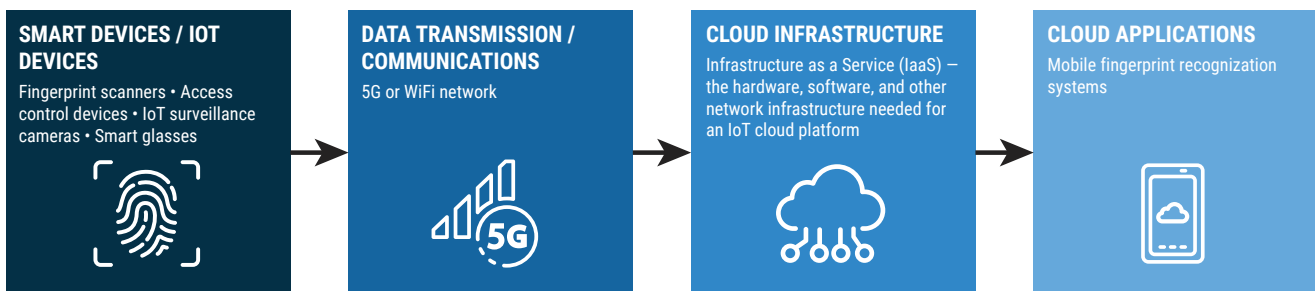 SMART DEVICES / IOT
DEVICES
Fingerprint scanners • Access
control devices • IoT surveillance
cameras • Smart glasses
DATA TRANSMISSION /
COMMUNICATIONS
5G or WiFi network
5G
CLOUD INFRASTRUCTURE
Infrastructure as a Service (IaaS) —
the hardware, software, and other
network infrastructure needed for
an IoT cloud platform
CLOUD APPLICATIONS
Mobile fingerprint recognization
systems